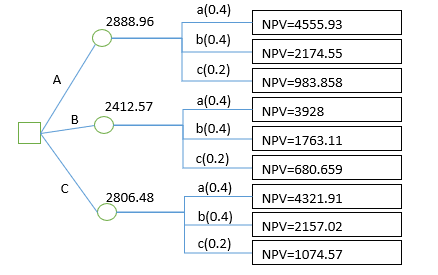 2888.96
a(0.4)
NPV=4555.93
b(0.4)
NPV=2174.55
c(0.2)
NPV=983.858
A
2412.57
a(0.4)
NPV=3928
B
b(0.4)
NPV=1763.11
c(0.2)
NPV=680.659
C
2806.48
a(0.4)
NPV=4321.91
b(0.4)
NPV=2157.02
c(0.2)
NPV=1074.57